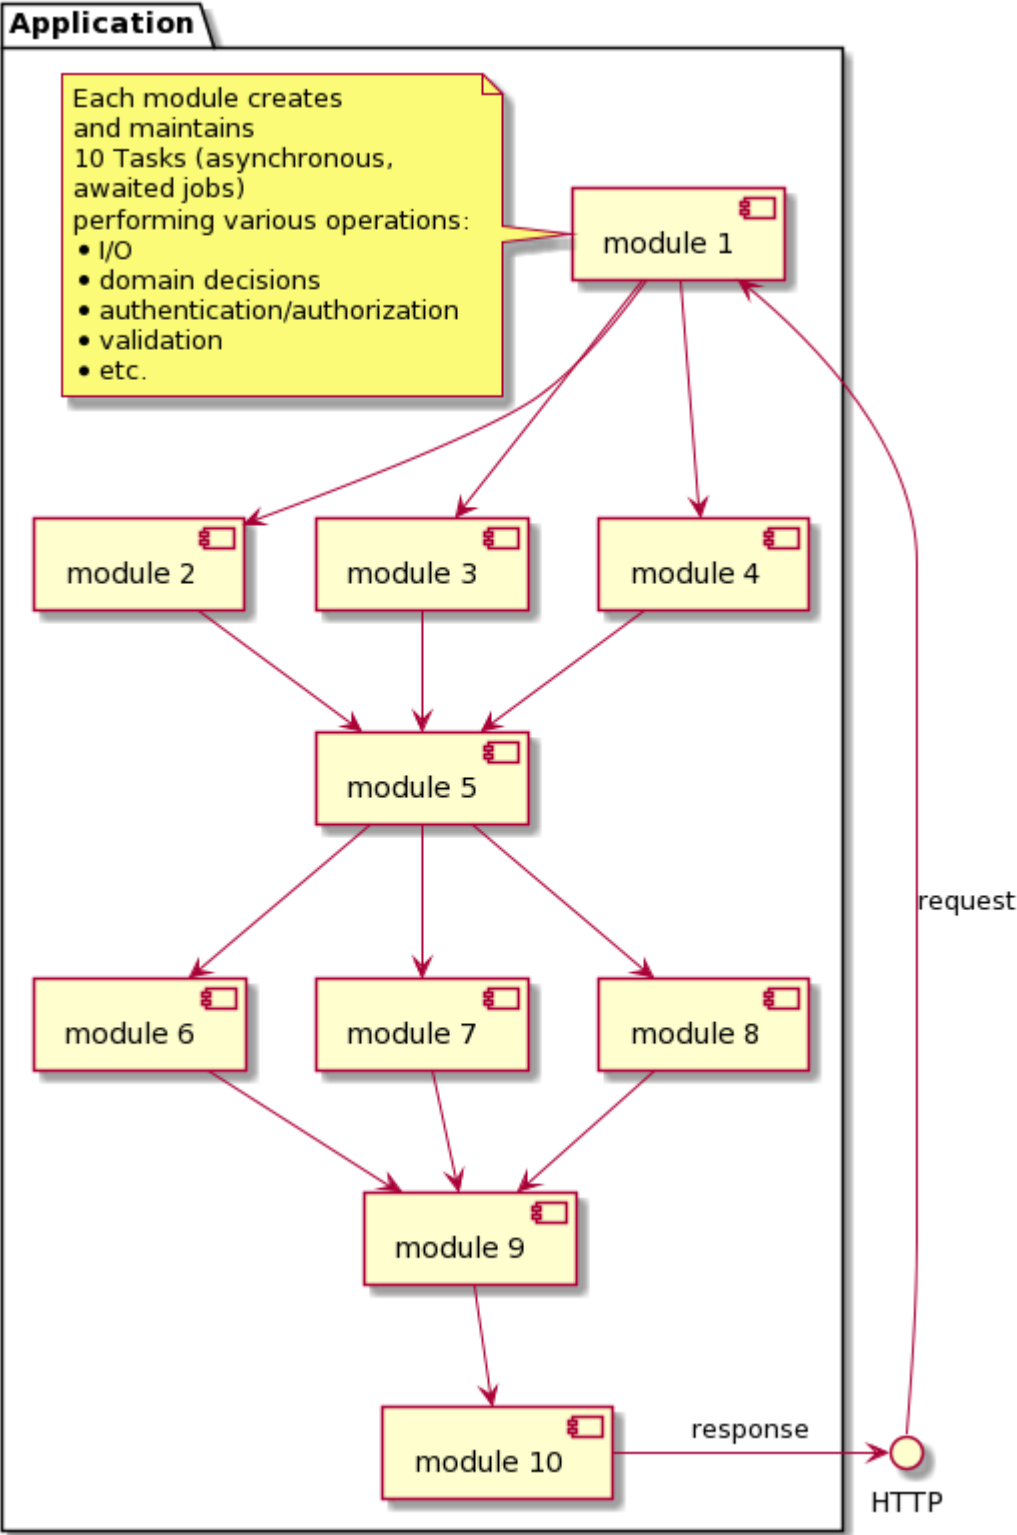 Application
Each module creates
and maintains
10 Tasks (asynchronous,
awaited jobs)
performing various operations:
• I/O
• domain decisions
• authentication/authorization
• validation
• etc.
module 1
module 2
module 3
module 4
module 5
module 6
module 7
module 8
module 9
module 10
request
response
HTTP